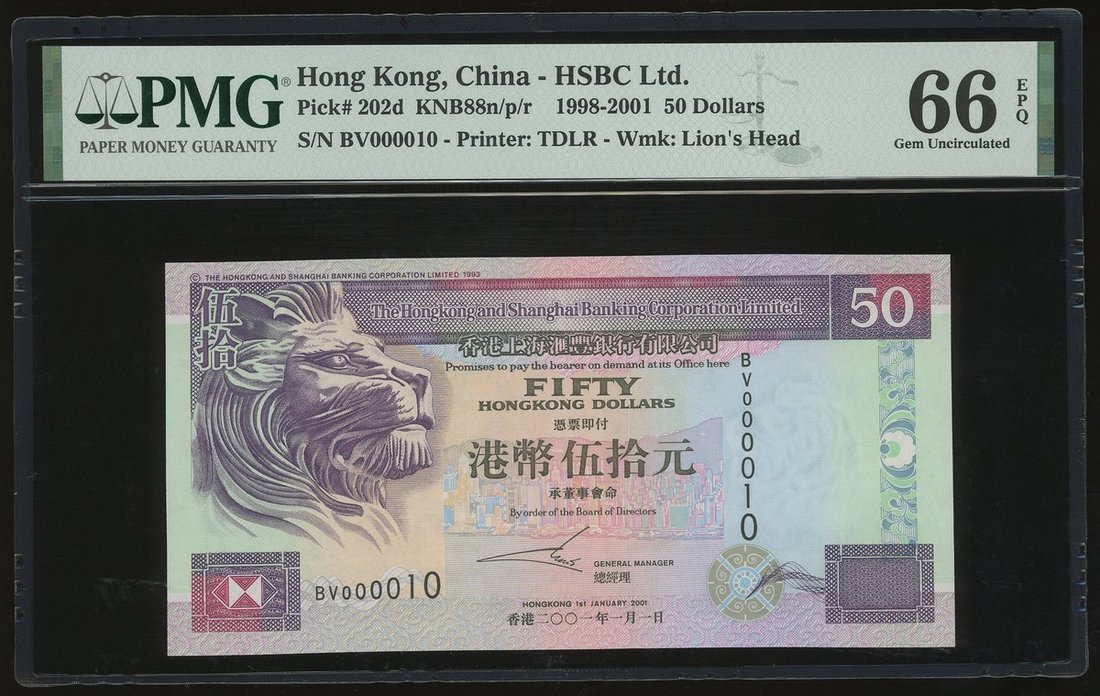 PMG®
PAPER MONEY GUARANTY
Hong Kong, China - HSBC Ltd.
Pick# 202d KNB88n/p/r 1998-2001 50 Dollars
S/N BV000010 - Printer: TDLR - Wmk: Lion's Head
66 EPQ
Gem Uncirculated
© THE HONGKONG AND SHANGHAI BANKING CORPORATION LIMITED 1993
伍拾
The Hongkong and Shanghai Banking Corporation Limited
50
香港上海滙豐銀行有限公司
Promises to pay the bearer on demand at its Office here
FIFTY
HONGKONG DOLLARS
憑票即付
港幣伍拾元
承董事會命
By order of the Board of Directors
BV000010
GENERAL MANAGER
總經理
BV000010
HONGKONG 1st JANUARY 2001
香港二〇〇一年一月一日